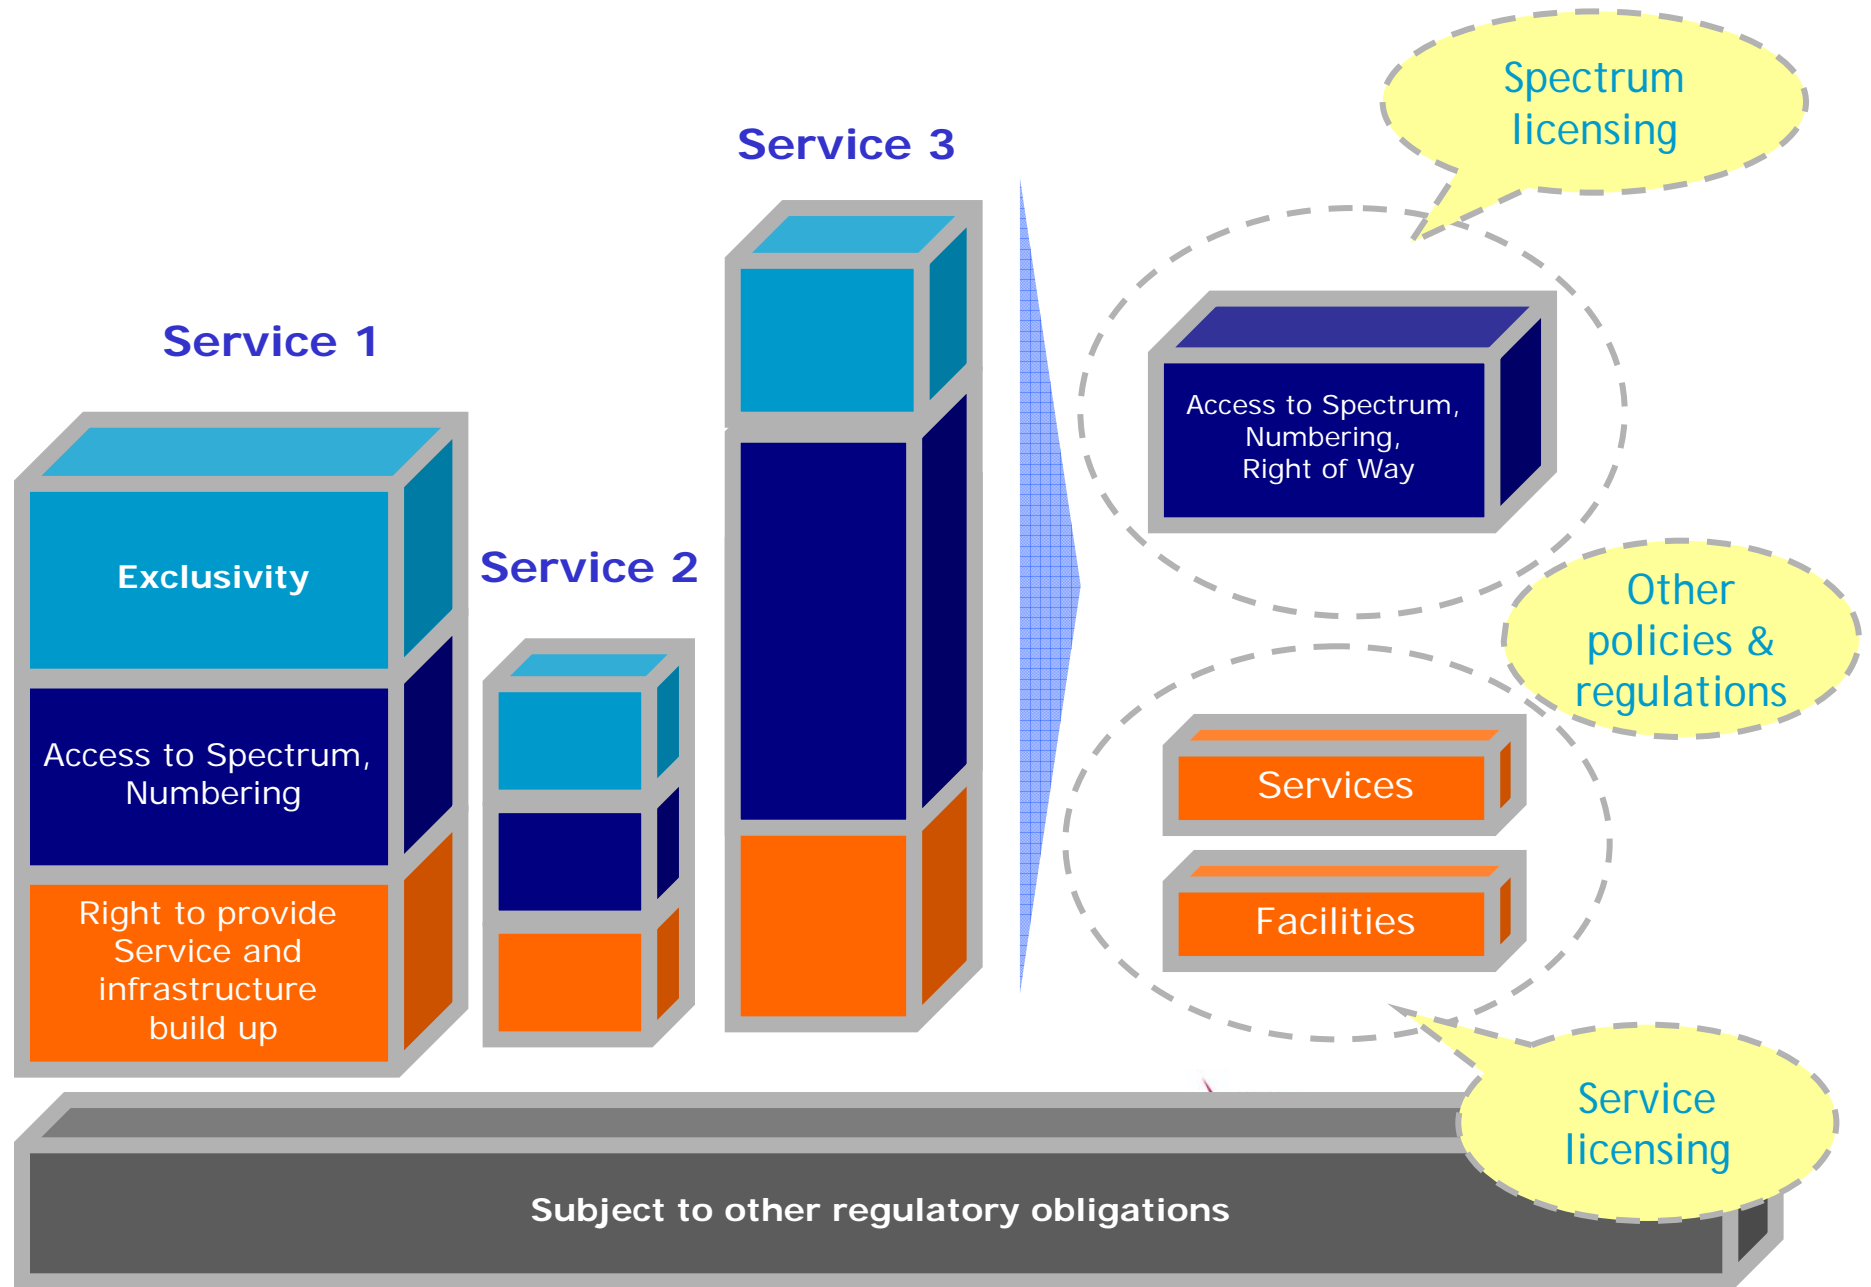 Service 1
Exclusivity
Access to Spectrum,
Numbering
Right to provide
Service and
infrastructure
build up
Service 2
Service 3
Spectrum
licensing
Access to Spectrum,
Numbering,
Right of Way
Other
policies &
regulations
Services
Facilities
Service
licensing
Subject to other regulatory obligations